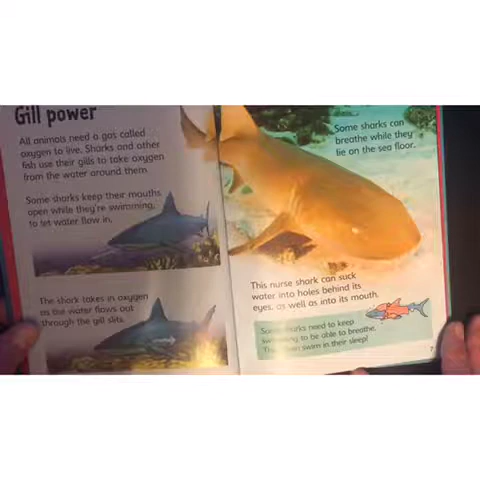 Gill power
All animals need a gas called
oxygen to live. Sharks and other
fish use their gills to take oxygen
from the water around them.
Some sharks keep their mouths
open while they're swimming,
to let water flow in.
The shark takes in oxygen
as the water flows out
through the gill slits.
Some sharks can
breathe while they
lie on the sea floor.
This nurse shark can suck
water into holes behind its
eyes, as well as into its mouth.
Some sharks need to keep
swimming to be able to breathe.
They even swim in their sleep!
7